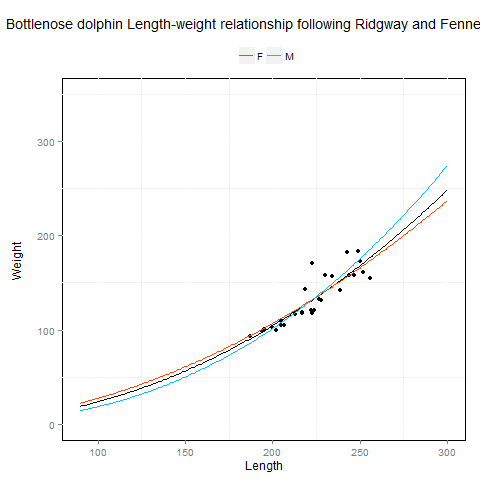 Bottlenose dolphin Length-weight relationship following Ridgway and Fenne
F M
300
200
100
0
Weight
100 150 200 250 300
Length